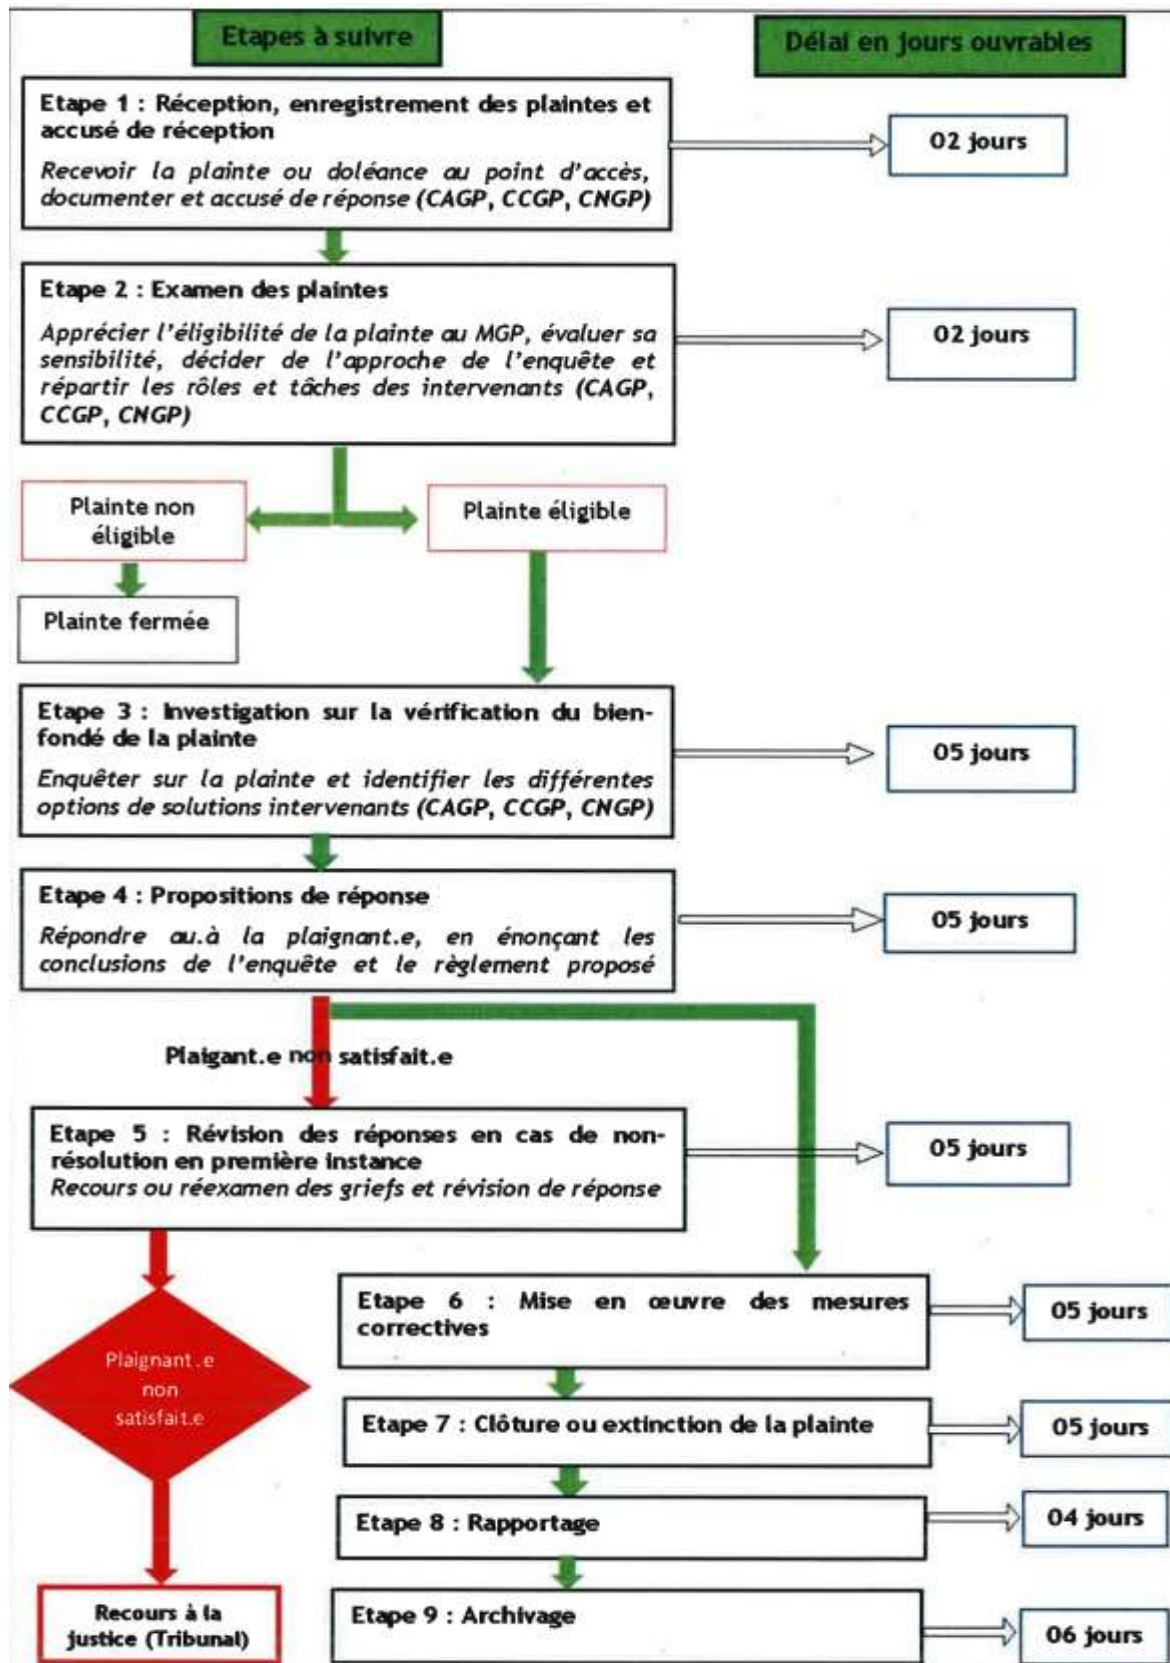 Etapes à suivre
Délai en jours ouvrables
Etape 1 : Réception, enregistrement des plaintes et
accusé de réception
Recevoir la plainte ou doléance au point d'accès,
documenter et accusé de réponse (CAGP, CCGP, CNGP)
02 jours
Etape 2 : Examen des plaintes
Apprécier l'éligibilité de la plainte au MGP, évaluer sa
sensibilité, décider de l'approche de l'enquête et
répartir les rôles et tâches des intervenants (CAGP,
CCGP, CNGP)
02 jours
Plainte non
éligible
Plainte éligible
Plainte fermée
Etape 3 : Investigation sur la vérification du bien-
fondé de la plainte
Enquêter sur la plainte et identifier les différentes
options de solutions intervenants (CAGP, CCGP, CNGP)
05 jours
Etape 4 : Propositions de réponse
Répondre au.à la plaignant.e, en énonçant les
conclusions de l'enquête et le règlement proposé
05 jours
Plaigant.e non satisfait.e
Etape 5 : Révision des réponses en cas de non-
résolution en première instance
Recours ou réexamen des griefs et révision de réponse
05 jours
Etape 6 : Mise en œuvre des mesures
correctives
05 jours
Plaignant.e
non
satisfait.e
Etape 7 : Clôture ou extinction de la plainte
05 jours
Etape 8 : Rapportage
04 jours
Recours à la
justice (Tribunal)
Etape 9 : Archivage
06 jours